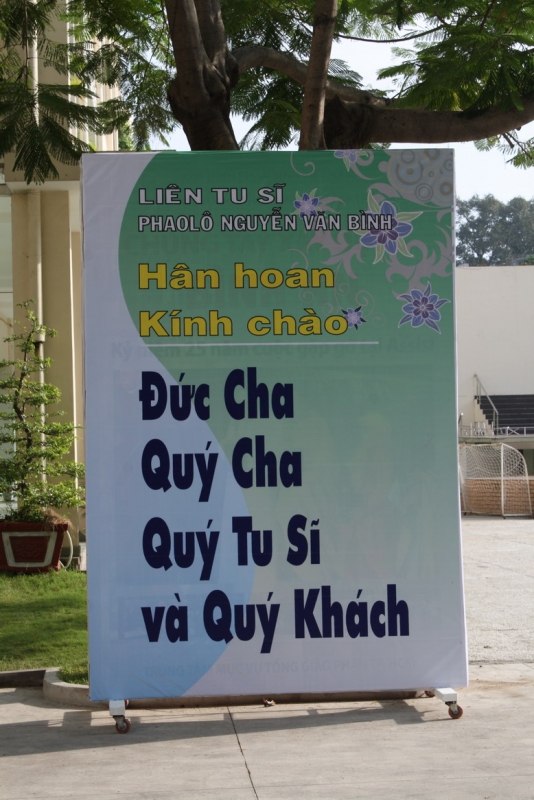 LIÊN TU SĨ
PHAOLÔ NGUYỄN VĂN BÌNH
Hân hoan
Kính chào
Đức Cha
Quý Cha
Quý Tu Sĩ
và Quý Khách